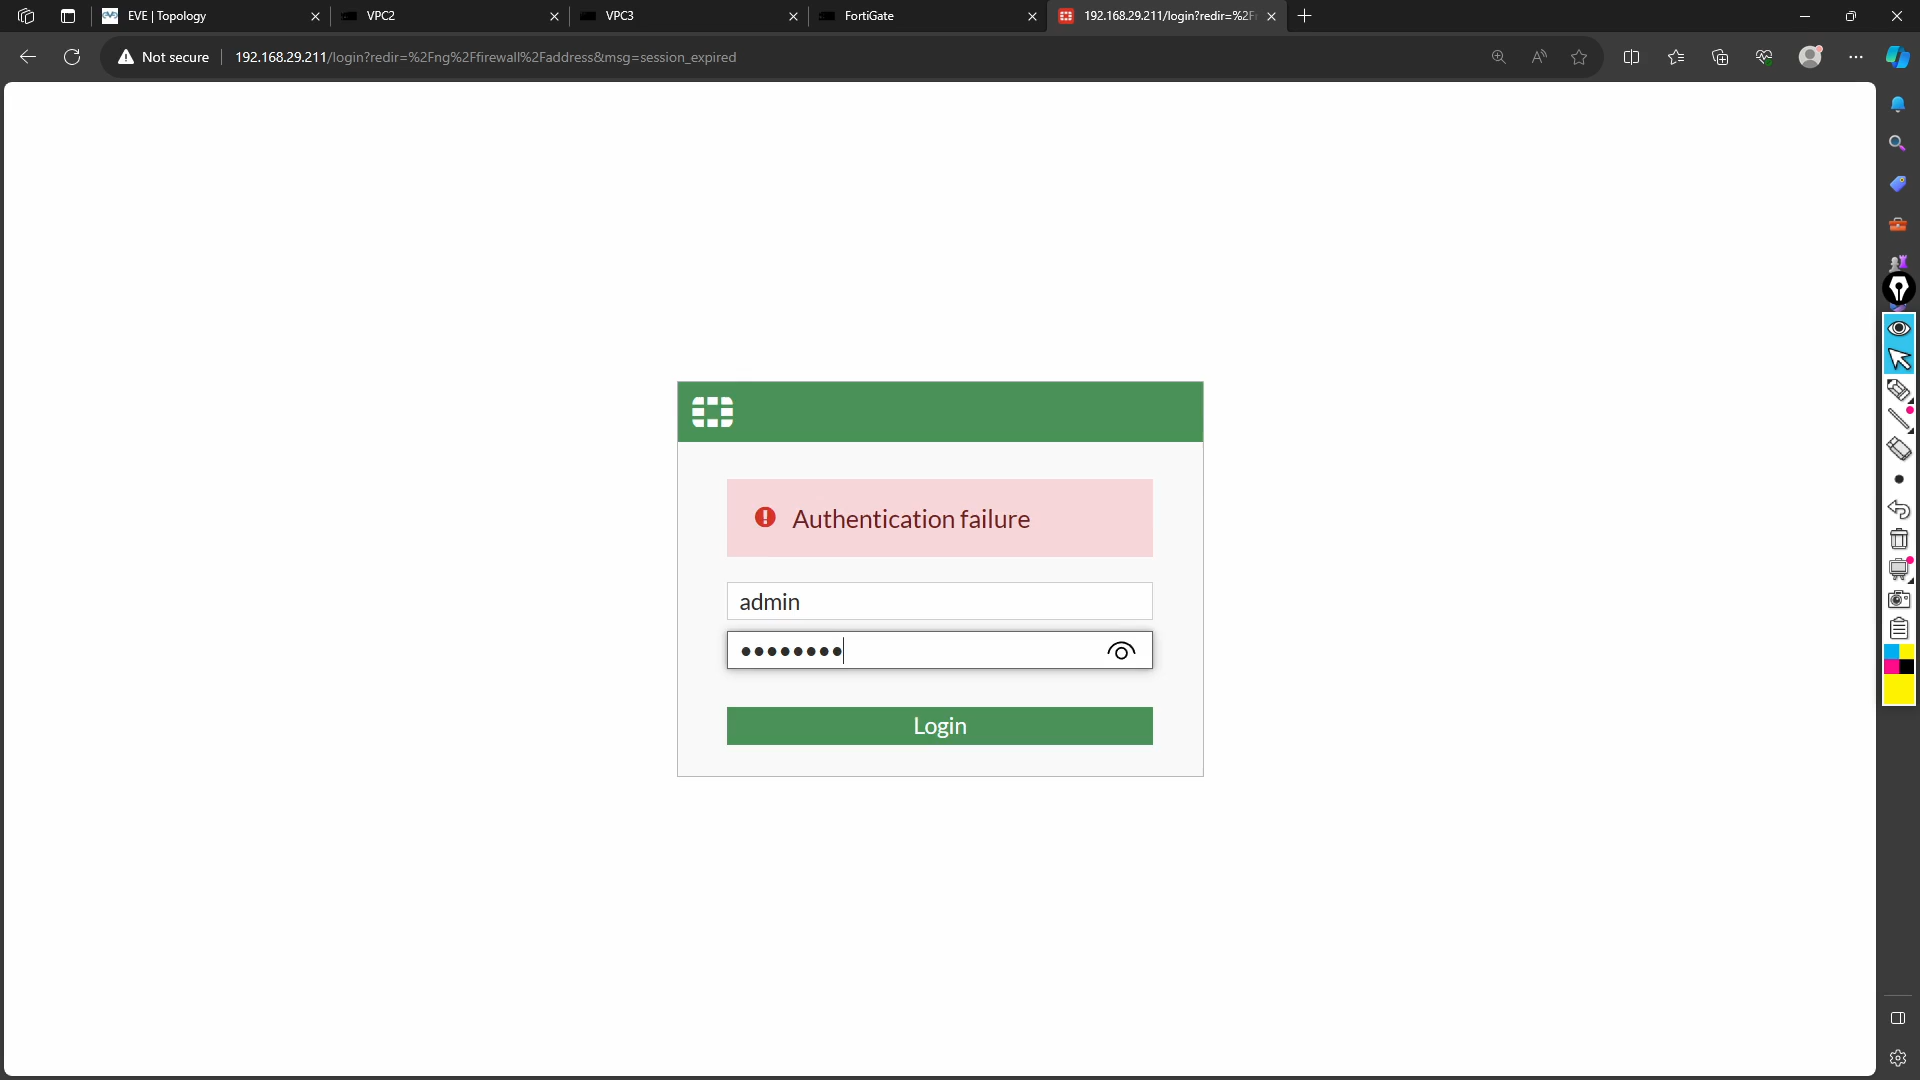 EVE | Topology
VPC2
VPC3
FortiGate
192.168.29.211/login?redir=%2F
Not secure
192.168.29.211/login?redir=%2Fng%2Ffirewall%2Faddress&msg=session_expired
Authentication failure
admin
••••••••
Login